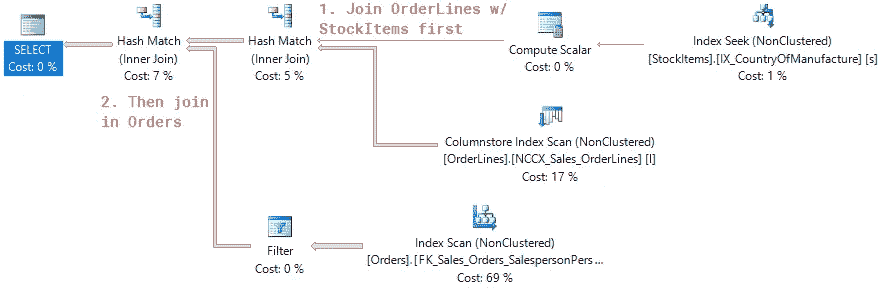 1. Join OrderLines w/
StockItems first
SELECT
Cost: 0 %
Hash Match
(Inner Join)
Cost: 7 %
Hash Match
(Inner Join)
Cost: 5 %
Compute Scalar
Cost: 0 %
Index Seek (NonClustered)
[StockItems].[IX_CountryOfManufacture] [s]
Cost: 1 %
2. Then join
in Orders
Columnstore Index Scan (NonClustered)
[OrderLines].[NCCX_Sales_OrderLines] [l]
Cost: 17 %
Filter
Cost: 0 %
Index Scan (NonClustered)
[Orders].[FK_Sales_Orders_SalespersonPers...
Cost: 69 %